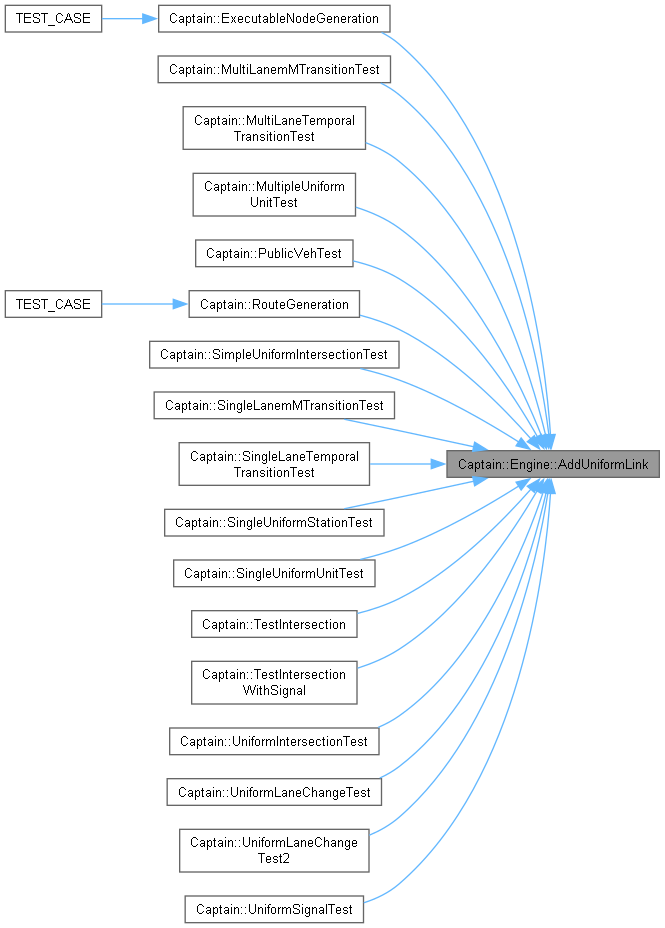 TEST_CASE
Captain::ExecutableNodeGeneration
Captain::MultiLanemMTransitionTest
Captain::MultiLaneTemporal
TransitionTest
Captain::MultipleUniform
UnitTest
Captain::PublicVehTest
TEST_CASE
Captain::RouteGeneration
Captain::SimpleUniformIntersectionTest
Captain::SingleLanemMTransitionTest
Captain::Engine::AddUniformLink
Captain::SingleLaneTemporal
TransitionTest
Captain::SingleUniformStationTest
Captain::SingleUniformUnitTest
Captain::TestIntersection
Captain::TestIntersection
WithSignal
Captain::UniformIntersectionTest
Captain::UniformLaneChangeTest
Captain::UniformLaneChange
Test2
Captain::UniformSignalTest